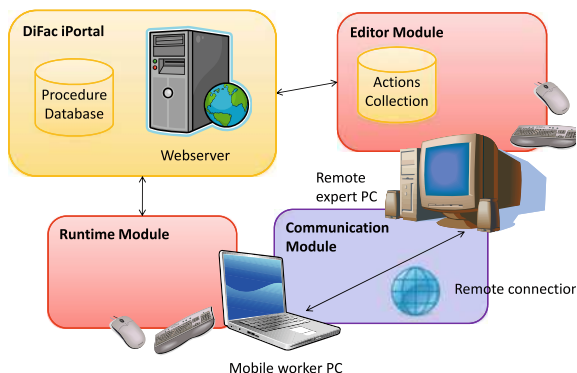 DiFac iPortal
Procedure
Database
Webserver
Editor Module
Actions
Collection
Remote
expert PC
Runtime Module
Communication
Module
Remote connection
Mobile worker PC